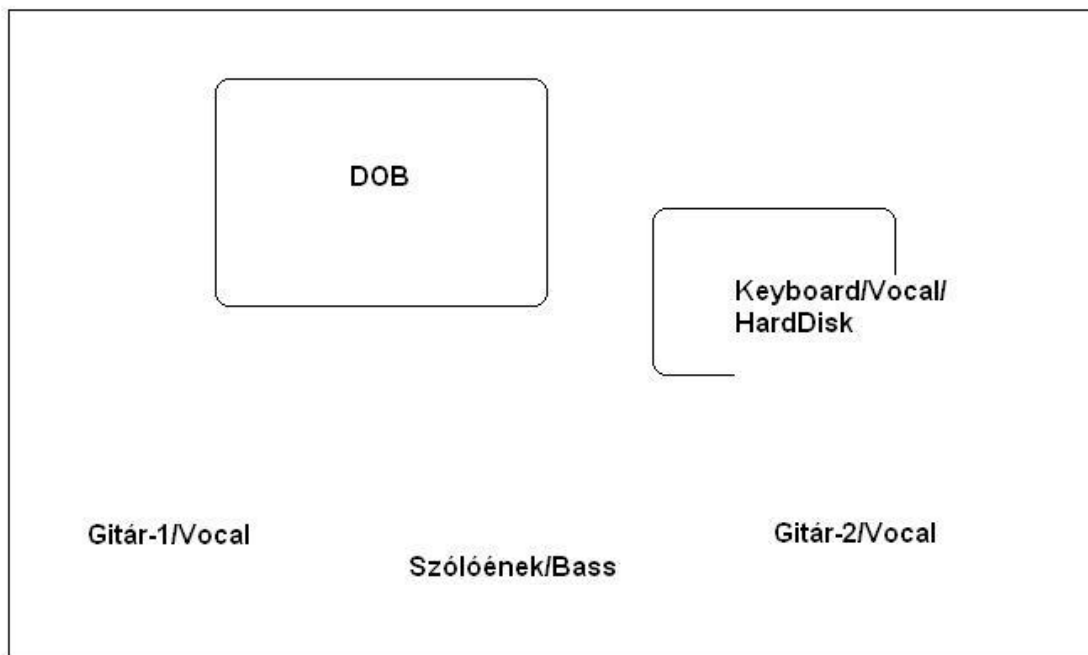 DOB
Keyboard/Vocal/
HardDisk
Gitár-1/Vocal
Gitár-2/Vocal
Szólóének/Bass